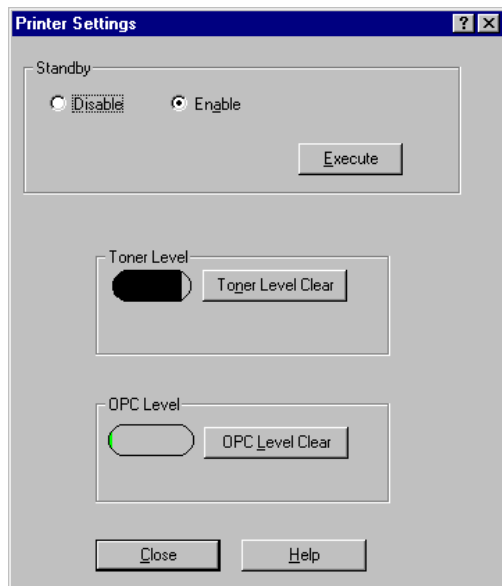 Printer Settings
Standby
Disable
Enable
Execute
Toner Level
Toner Level Clear
OPC Level
OPC Level Clear
Close
Help